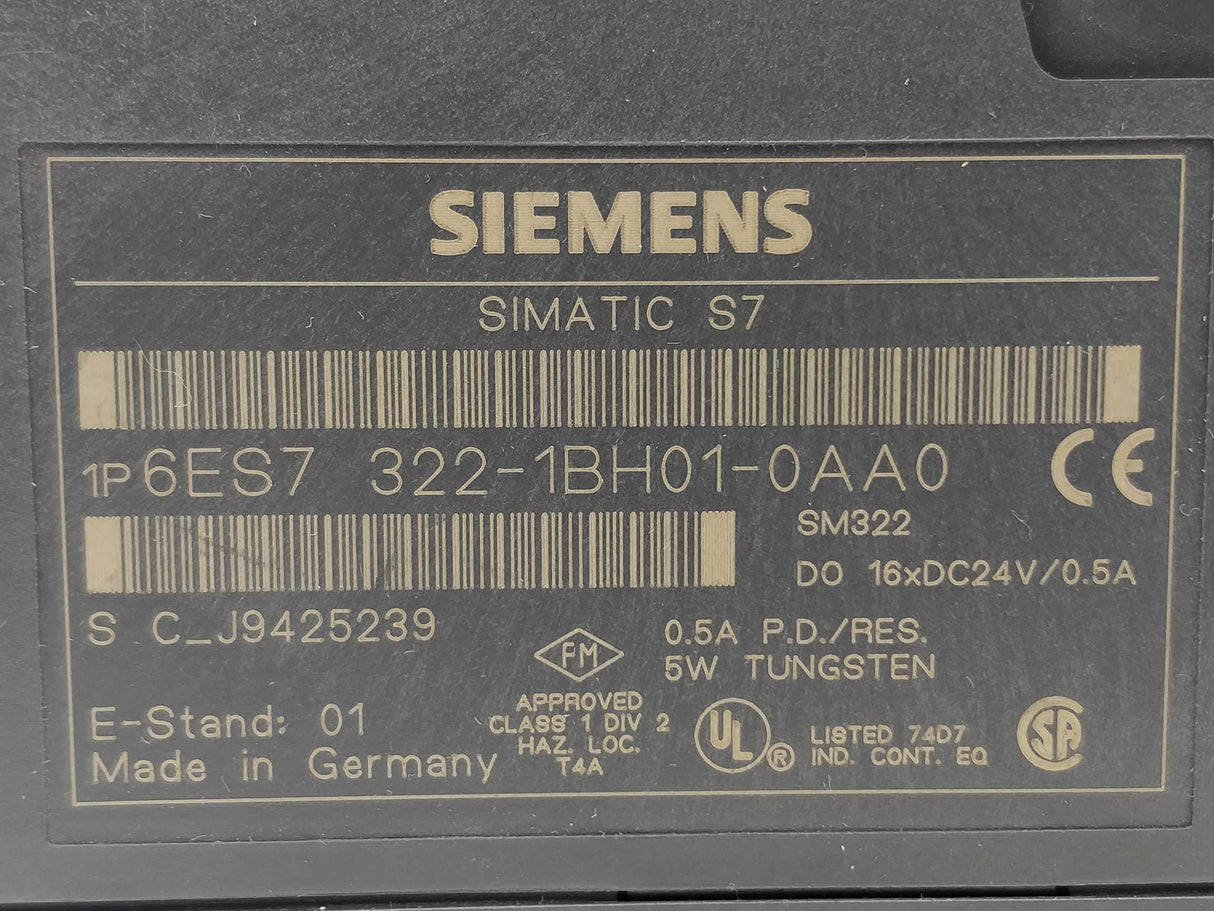 SIEMENS
SIMATIC S7
1P 6ES7 322-1BH01-0AA0
CE
SM322
DO 16xDC24V/0.5A
S C_J9425239
0.5A P.D./RES.
5W TUNGSTEN
FM
APPROVED
CLASS 1 DIV 2
HAZ. LOC.
T4A
E-Stand: 01
Made in Germany
UL ®
LISTED 74D7
IND. CONT. EQ
SA